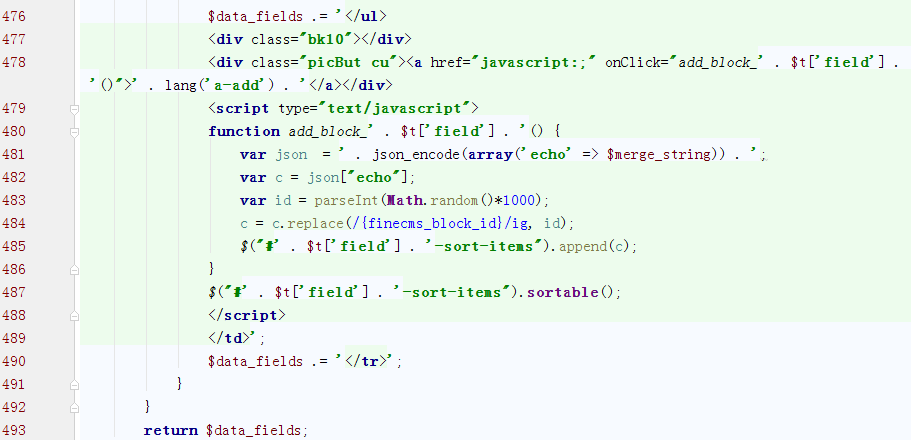 476 $data_fields .= '</ul>
477 <div class="bk10"></div>
478 <div class="picBut cu"><a href="javascript:;" onClick="add_block_' . $t['field'] .
'()">' . lang('a-add') . '</a></div>
479 <script type="text/javascript">
480 function add_block_' . $t['field'] . '() {
481 var json  = ' . json_encode(array('echo' => $merge_string)) . ';
482 var c = json["echo"];
483 var id = parseInt(Math.random()*1000);
484 c = c.replace(/{finecms_block_id}/ig, id);
485 $("#' . $t['field'] . '-sort-items").append(c);
486 }
487 $("#' . $t['field'] . '-sort-items").sortable();
488 </script>
489 </td>';
490 $data_fields .= '</tr>';
491 }
492 }
493 return $data_fields;